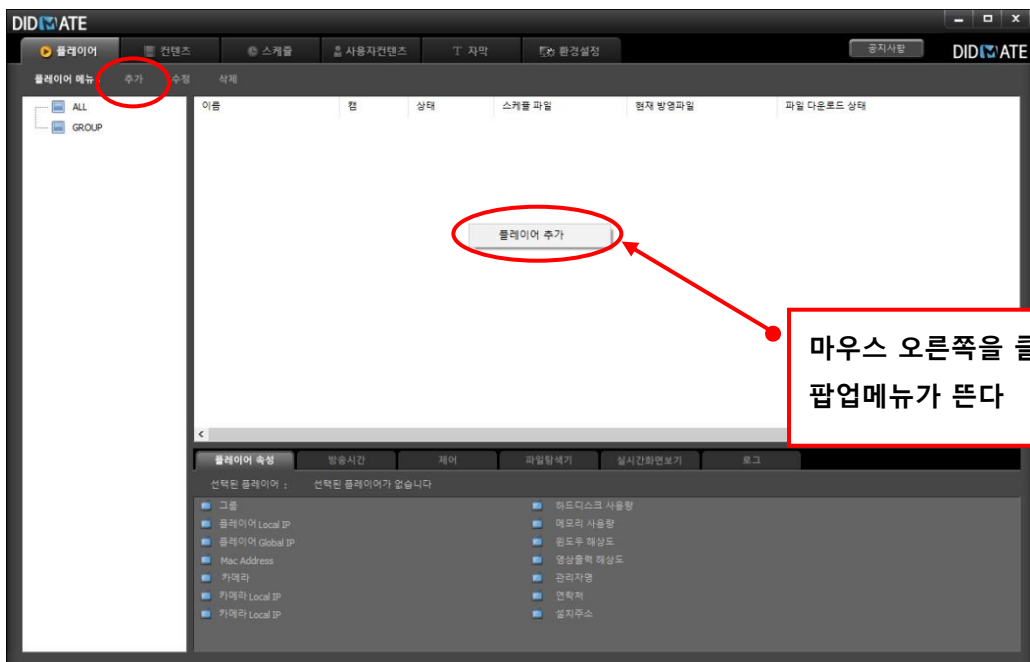 DIDMATE
플레이어 컨텐츠 스케쥴 사용자컨텐츠 T 자막 환경설정 공지사항 DIDMATE
플레이어 메뉴 : 추가 수정 삭제
ALL
GROUP
이름 캠 상태 스케쥴 파일 현재 방영파일 파일 다운로드 상태
플레이어 추가
마우스 오른쪽을
팝업메뉴가 뜬다
플레이어 속성 방송시간 제어 파일탐색기 실시간화면보기 로그
선택된 플레이어 : 선택된 플레이어가 없습니다
그룹 하드디스크 사용량
플레이어 Local IP 메모리 사용량
플레이어 Global IP 윈도우 해상도
Mac Address 영상출력 해상도
카메라 관리자명
카메라 Local IP 연락처
카메라 Local IP 설치주소